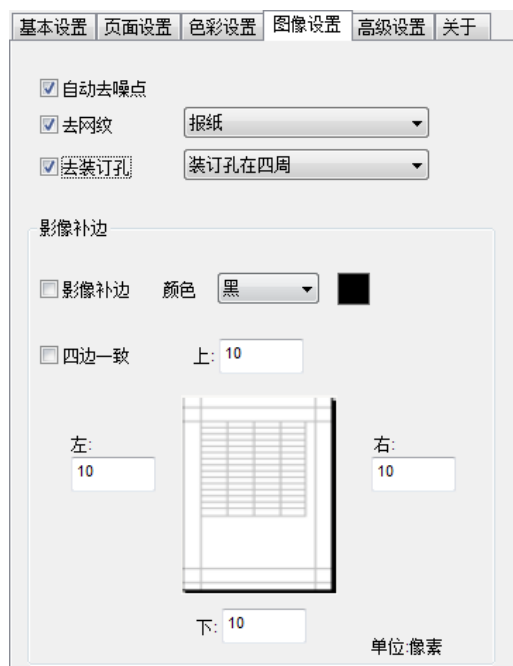 基本设置 页面设置 色彩设置 图像设置 高级设置 关于
自动去噪点
去网纹 报纸
去装订孔 装订孔在四周
影像补边
影像补边 颜色 黑
四边一致 上: 10
左: 右:
10 10
下: 10
单位:像素